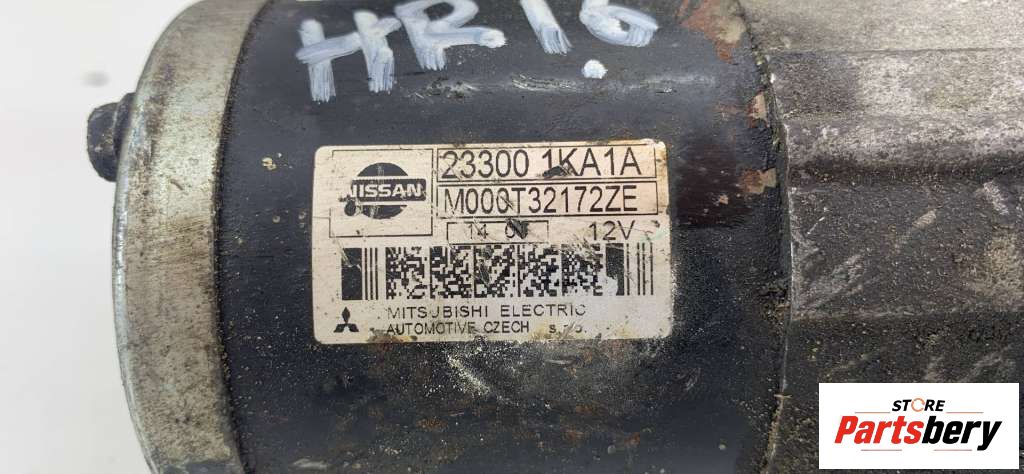 HR16
NISSAN
23300 1KA1A
M000T32172ZE
12V
MITSUBISHI ELECTRIC
AUTOMOTIVE CZECH s.r.o.
STORE
Partsbery